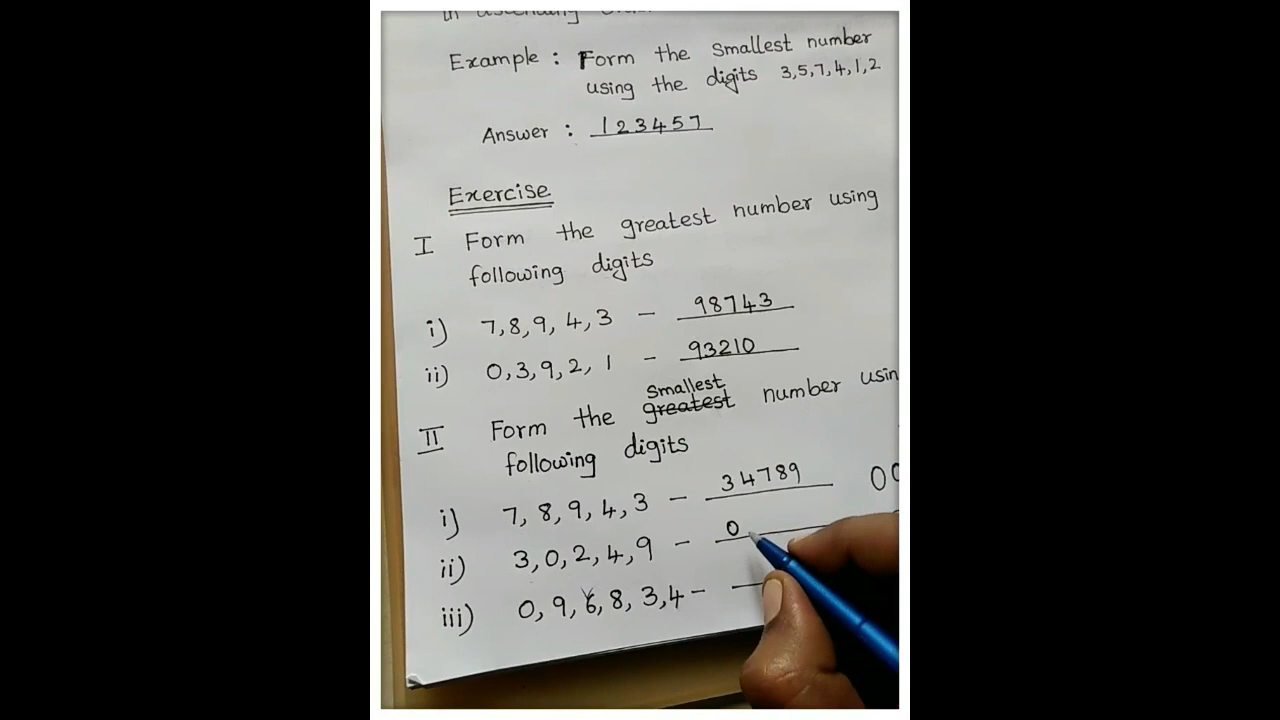 in ascending
Example : Form the smallest number
using the digits 3,5,7,4,1,2
Answer : 123457
Exercise
I Form the greatest number using
following digits
i) 7,8,9,4,3 – 98743
ii) 0,3,9,2,1 – 93210
smallest
II Form the greatest number usin
following digits
i) 7,8,9,4,3 – 34789 00
ii) 3,0,2,4,9 – 0
iii) 0,9,6,8,3,4 –